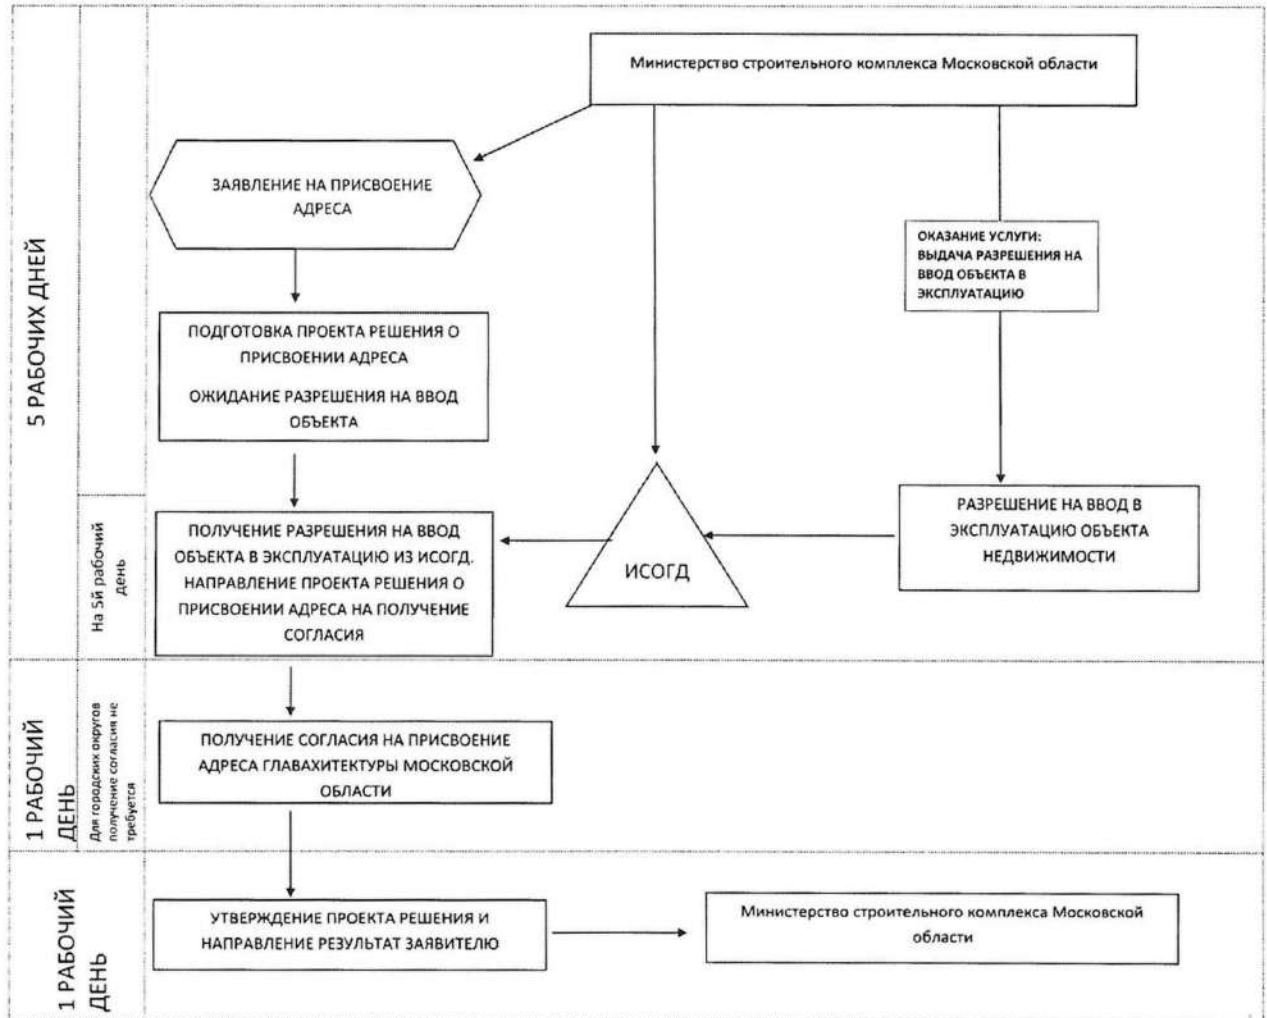 Министерство строительного комплекса Московской области
ЗАЯВЛЕНИЕ НА ПРИСВОЕНИЕ
АДРЕСА
ОКАЗАНИЕ УСЛУГИ:
ВЫДАЧА РАЗРЕШЕНИЯ НА
ВВОД ОБЪЕКТА В
ЭКСПЛУАТАЦИЮ
5 РАБОЧИХ ДНЕЙ
ПОДГОТОВКА ПРОЕКТА РЕШЕНИЯ О
ПРИСВОЕНИИ АДРЕСА
ОЖИДАНИЕ РАЗРЕШЕНИЯ НА ВВОД
ОБЪЕКТА
На 5й рабочий
день
ПОЛУЧЕНИЕ РАЗРЕШЕНИЯ НА ВВОД
ОБЪЕКТА В ЭКСПЛУАТАЦИЮ ИЗ ИСОГД.
НАПРАВЛЕНИЕ ПРОЕКТА РЕШЕНИЯ О
ПРИСВОЕНИИ АДРЕСА НА ПОЛУЧЕНИЕ
СОГЛАСИЯ
ИСОГД
РАЗРЕШЕНИЕ НА ВВОД В
ЭКСПЛУАТАЦИЮ ОБЪЕКТА
НЕДВИЖИМОСТИ
1 РАБОЧИЙ
ДЕНЬ
Для городских округов
получение согласия не
требуется
ПОЛУЧЕНИЕ СОГЛАСИЯ НА ПРИСВОЕНИЕ
АДРЕСА ГЛАВАХИТЕКТУРЫ МОСКОВСКОЙ
ОБЛАСТИ
1 РАБОЧИЙ
ДЕНЬ
УТВЕРЖДЕНИЕ ПРОЕКТА РЕШЕНИЯ И
НАПРАВЛЕНИЕ РЕЗУЛЬТАТ ЗАЯВИТЕЛЮ
Министерство строительного комплекса Московской
области